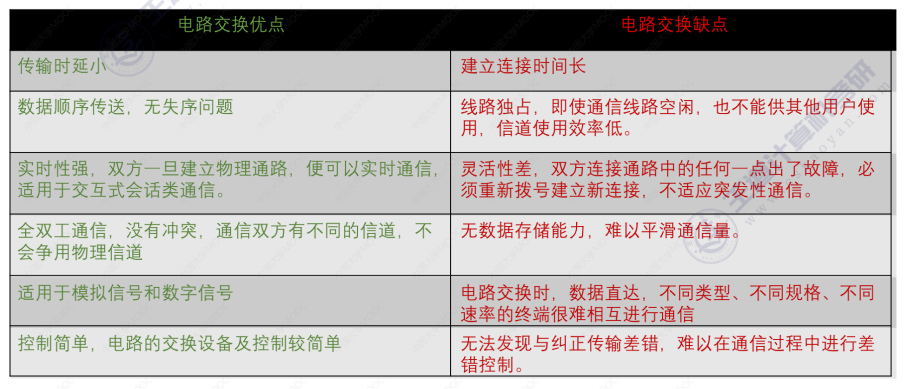 电路交换优点
电路交换缺点
传输时延小
建立连接时间长
数据顺序传送，无失序问题
线路独占，即使通信线路空闲，也不能供其他用户使
用，信道使用效率低。
实时性强，双方一旦建立物理通路，便可以实时通信，
适用于交互式会话类通信。
灵活性差，双方连接通路中的任何一点出了故障，必
须重新拨号建立新连接，不适应突发性通信。
全双工通信，没有冲突，通信双方有不同的信道，不
会争用物理信道
无数据存储能力，难以平滑通信量。
适用于模拟信号和数字信号
电路交换时，数据直达，不同类型、不同规格、不同
速率的终端很难相互进行通信
控制简单，电路的交换设备及控制较简单
无法发现与纠正传输差错，难以在通信过程中进行差
错控制。